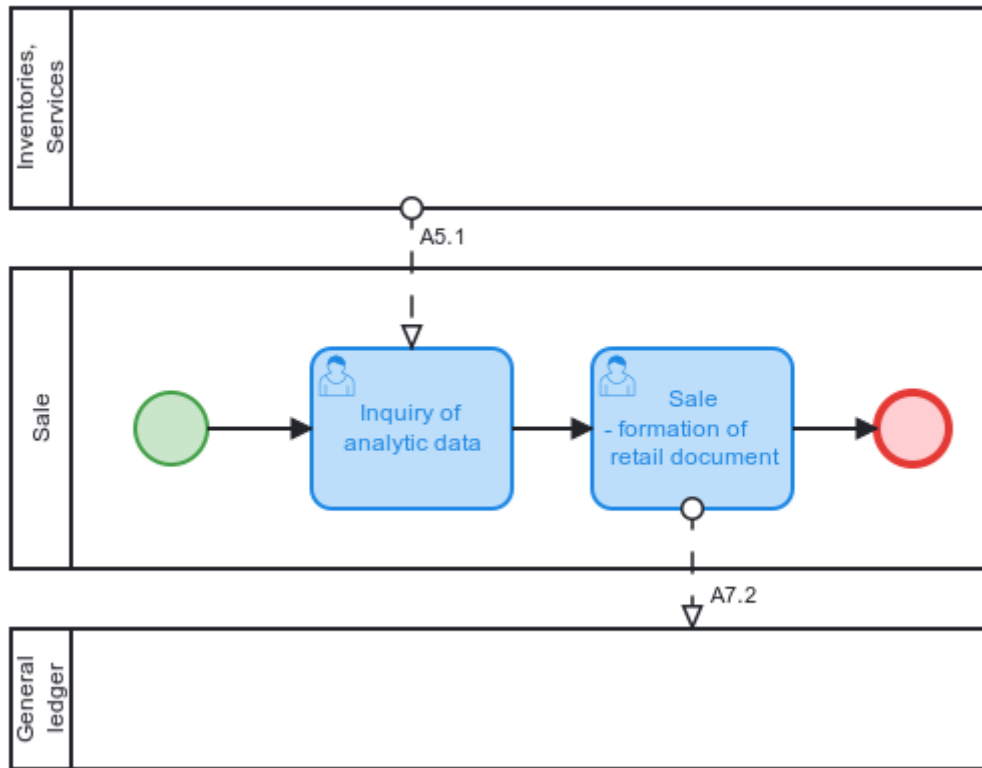 Inventories,
Services
A5.1
Sale
Inquiry of
analytic data
Sale
- formation of
retail document
A7.2
General
ledger